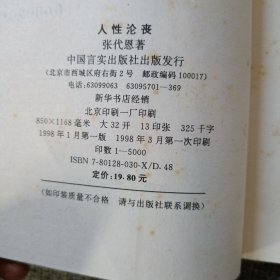 人性沦丧
张代恩著
中国言实出版社出版发行
(北京市西城区府右街2号 邮政编码100017)
电话:63099063 63095701—369
新华书店经销
北京印刷一厂印刷
850×1168毫米 大32开 13印张 325千字
1998年1月第一版 1998年3月第一次印刷
印数1—5000
ISBN 7-80128-030-X/D.48
定价:19.80元
(如印装质量不合格 请与出版社联系调换)